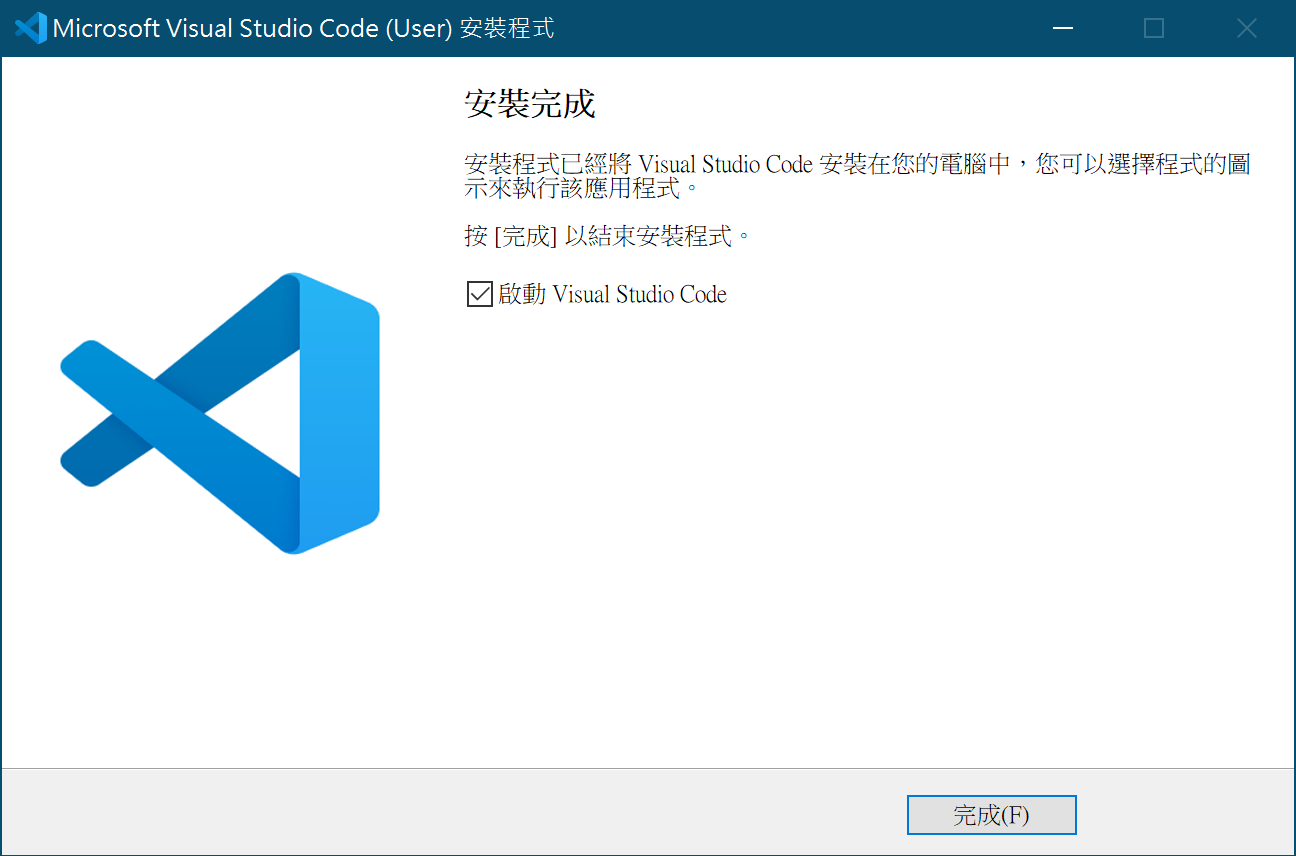 Microsoft Visual Studio Code (User) 安裝程式
安裝完成
安裝程式已經將 Visual Studio Code 安裝在您的電腦中，您可以選擇程式的圖
示來執行該應用程式。
按 [完成] 以結束安裝程式。
啟動 Visual Studio Code
完成(F)